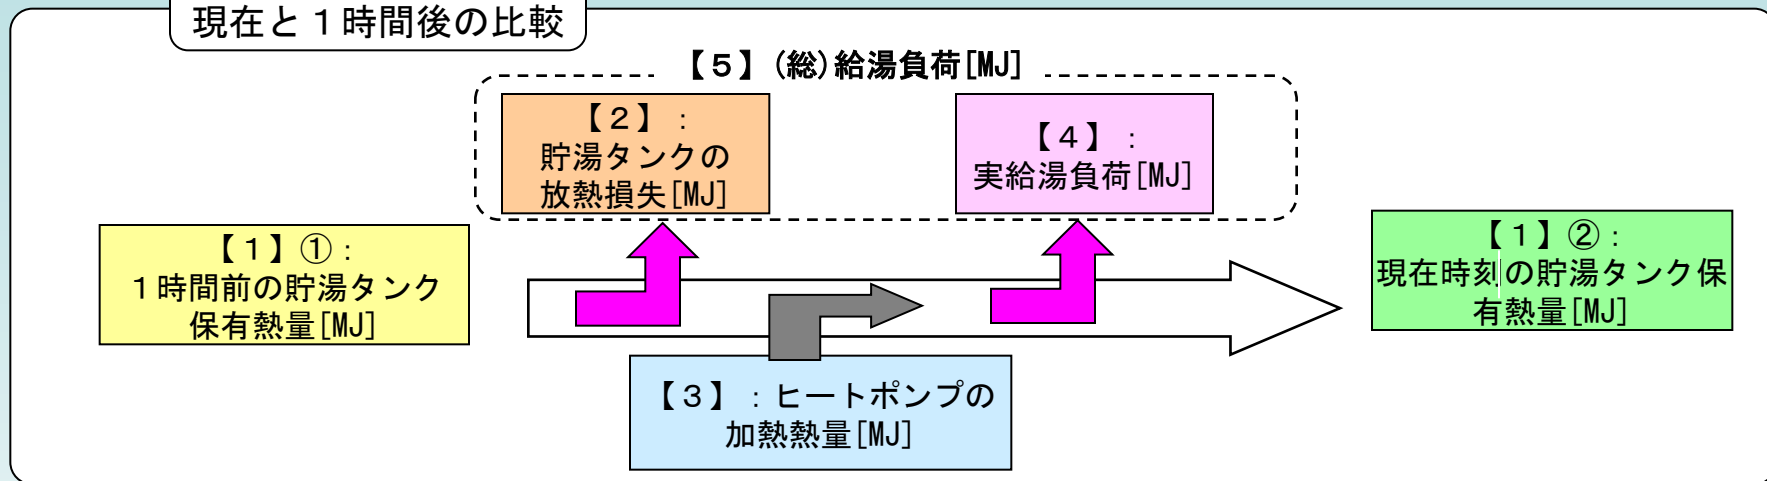 現在と１時間後の比較
【５】(総)給湯負荷[MJ]
【２】：
貯湯タンクの
放熱損失[MJ]
【４】：
実給湯負荷[MJ]
【１】①：
１時間前の貯湯タンク
保有熱量[MJ]
【１】②：
現在時刻の貯湯タンク保
有熱量[MJ]
【３】：ヒートポンプの
加熱熱量[MJ]